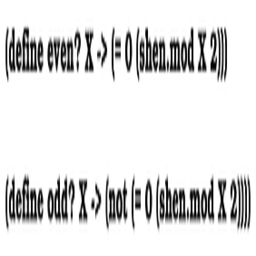 (define even? X -> (= 0 (shen.mod X 2)))
(define odd? X -> (not (= 0 (shen.mod X 2))))